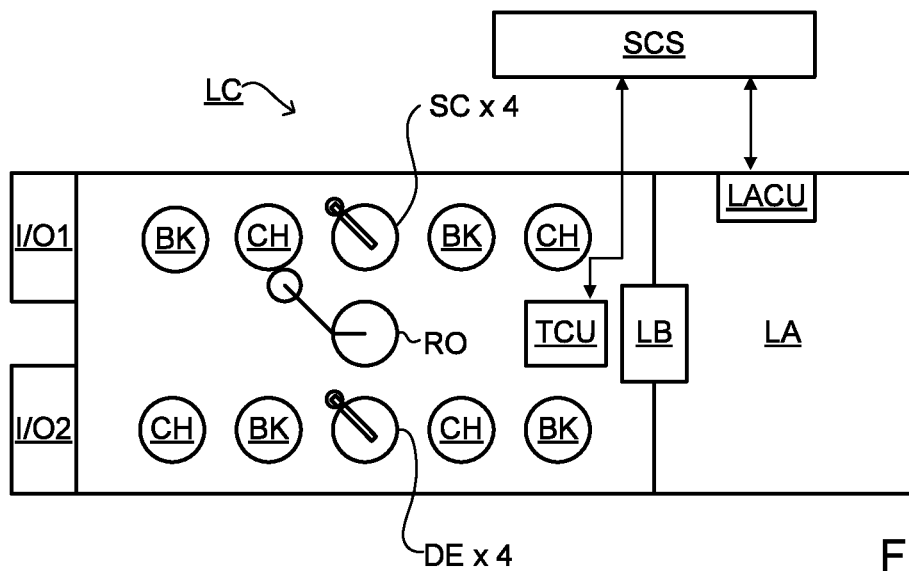 SCS
LC
SC x 4
LACU
I/O1
BK
CH
BK
CH
RO
TCU
LB
LA
I/O2
CH
BK
CH
BK
DE x 4
F